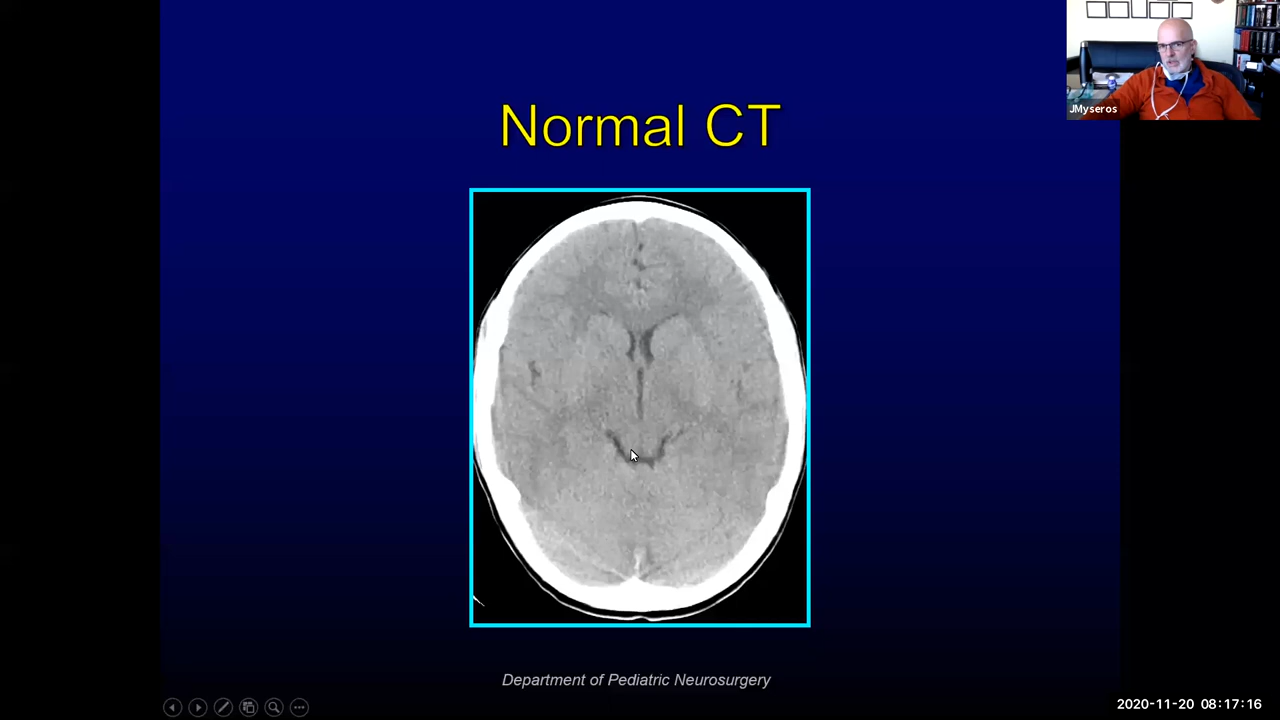 JMyseros
Normal CT
Department of Pediatric Neurosurgery
2020-11-20 08:17:16